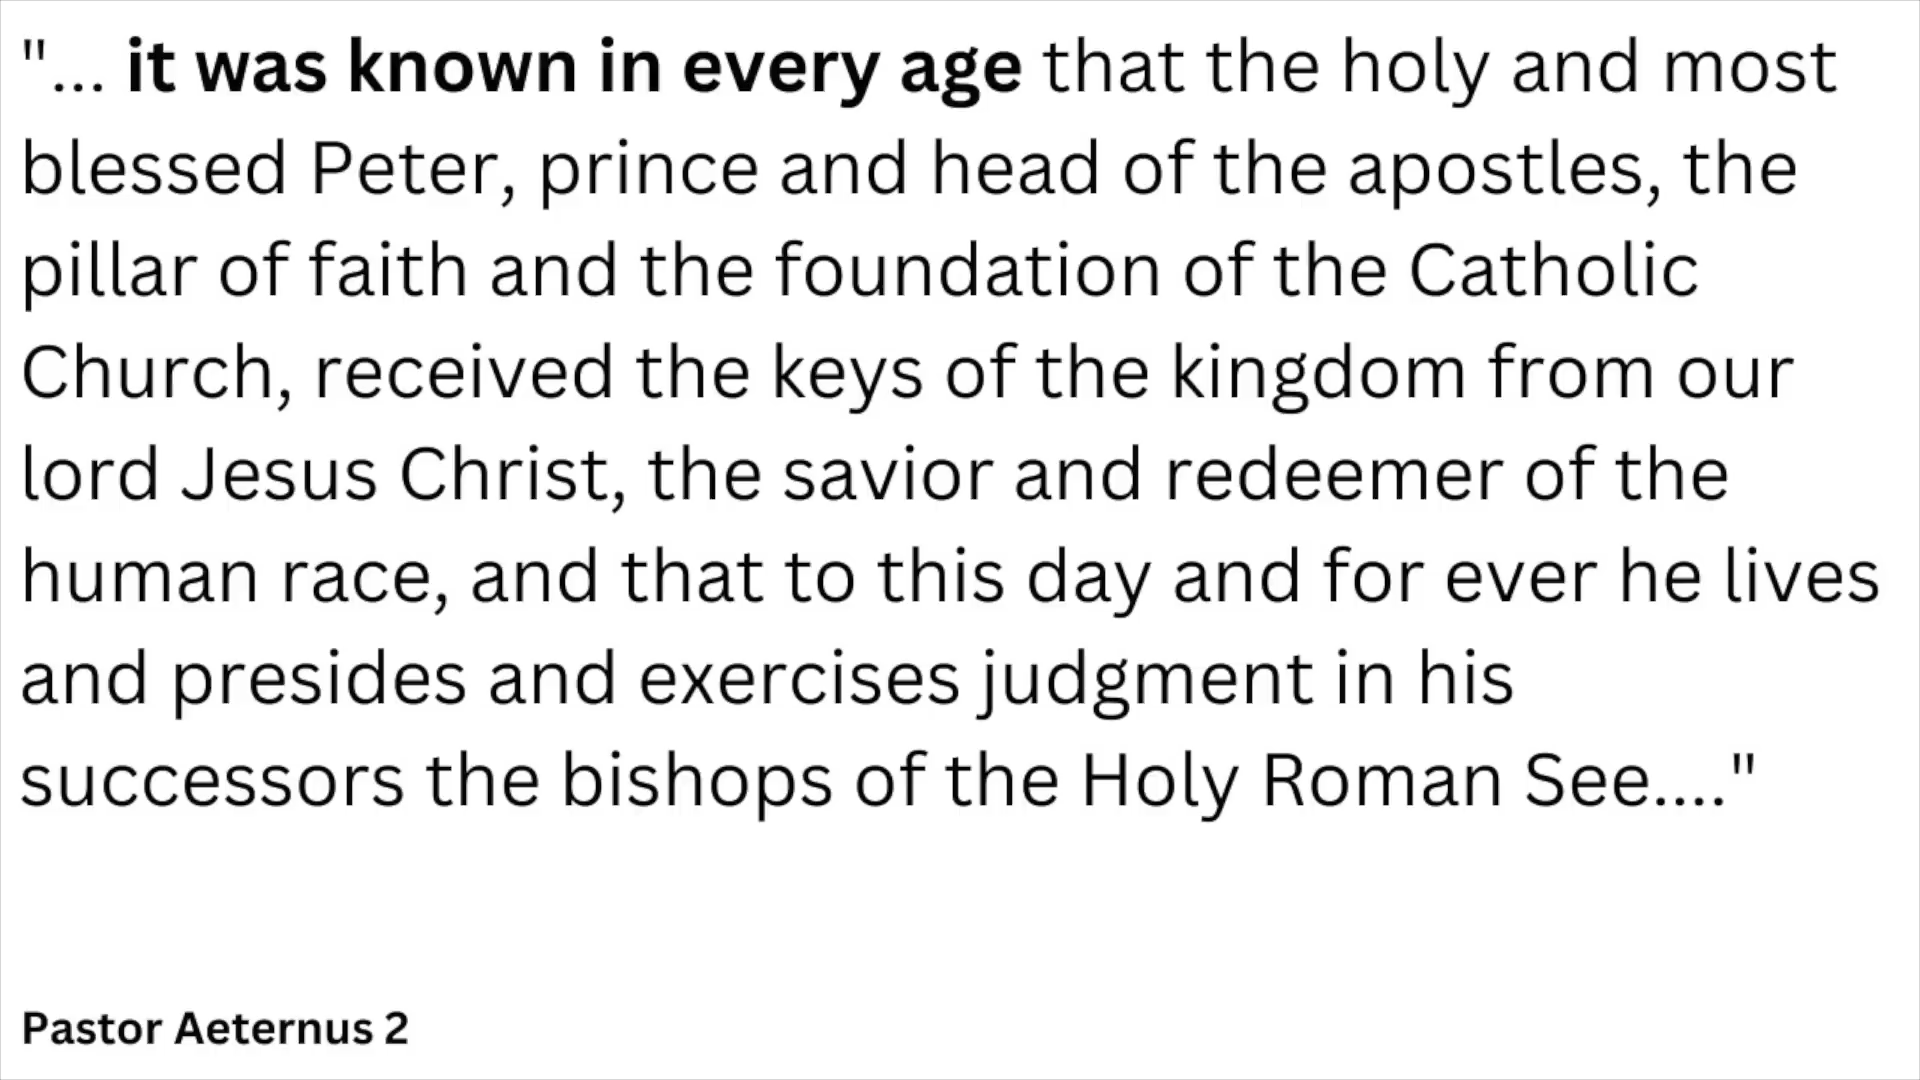 "... it was known in every age that the holy and most
blessed Peter, prince and head of the apostles, the
pillar of faith and the foundation of the Catholic
Church, received the keys of the kingdom from our
lord Jesus Christ, the savior and redeemer of the
human race, and that to this day and for ever he lives
and presides and exercises judgment in his
successors the bishops of the Holy Roman See...."
Pastor Aeternus 2